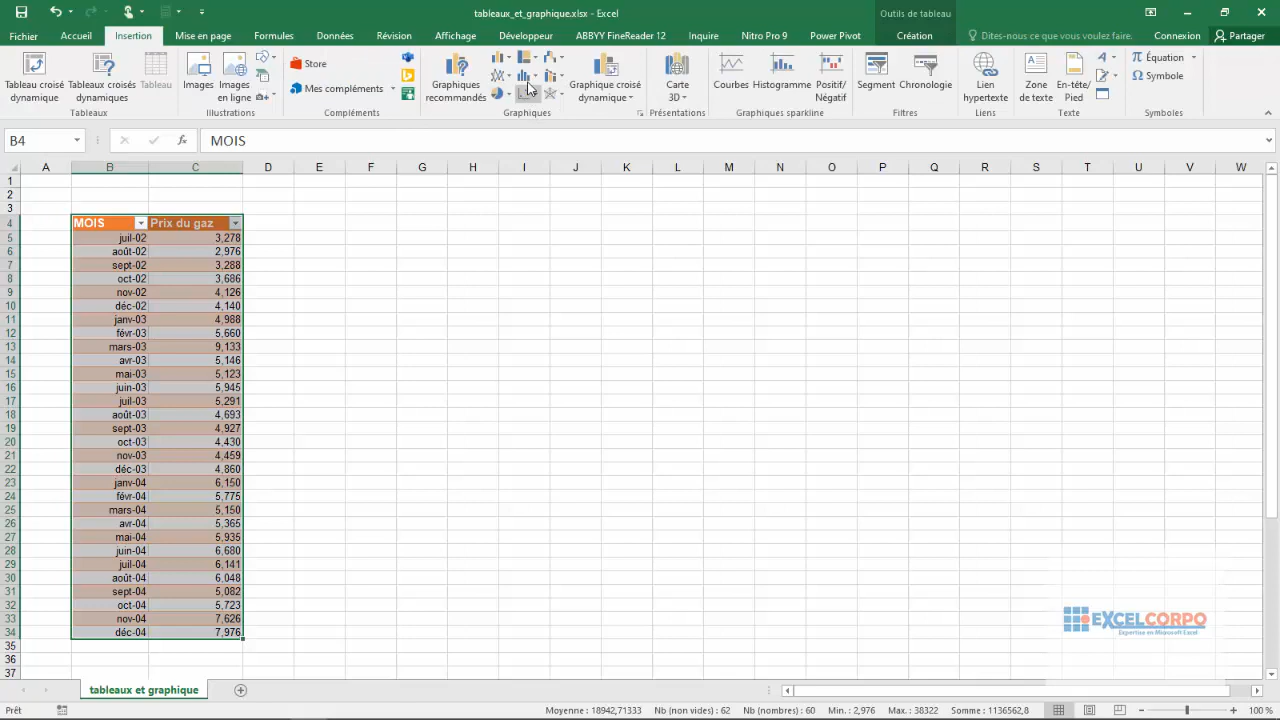 tableaux_et_graphique.xlsx - Excel
Outils de tableau
Fichier Accueil Insertion Mise en page Formules Données Révision Affichage Développeur ABBYY FineReader 12 Inquire Nitro Pro 9 Power Pivot Création Dites-nous ce que vous voulez faire. Connexion Partager
Tableau croisé dynamique
Tableaux croisés dynamiques
Tableau
Tableaux
Images
Images en ligne
Illustrations
Store
Mes compléments
Compléments
Graphiques recommandés
Graphiques
Graphique croisé dynamique
Carte 3D
Présentations
Courbes
Histogramme
Positif/Négatif
Graphiques sparkline
Segment
Chronologie
Filtres
Lien hypertexte
Liens
Zone de texte
En-tête/Pied
Texte
Équation
Symbole
Symboles
B4 fx MOIS
A B C D E F G H I J K L M N O P Q R S T U V W
1
2
3
4 MOIS Prix du gaz
5 juil-02 3,278
6 août-02 2,976
7 sept-02 3,288
8 oct-02 3,686
9 nov-02 4,126
10 déc-02 4,140
11 janv-03 4,988
12 févr-03 5,660
13 mars-03 9,133
14 avr-03 5,146
15 mai-03 5,123
16 juin-03 5,945
17 juil-03 5,291
18 août-03 4,693
19 sept-03 4,927
20 oct-03 4,430
21 nov-03 4,459
22 déc-03 4,860
23 janv-04 6,150
24 févr-04 5,775
25 mars-04 5,150
26 avr-04 5,365
27 mai-04 5,935
28 juin-04 6,680
29 juil-04 6,141
30 août-04 6,048
31 sept-04 5,082
32 oct-04 5,723
33 nov-04 7,626
34 déc-04 7,976
35
36
37
EXCELCORPO
Expertise en Microsoft Excel
tableaux et graphique
Prêt Moyenne : 18942,71333 Nb (non vides) : 62 Nb (nombres) : 60 Min. : 2,976 Max. : 38322 Somme : 1136562,8 100 %